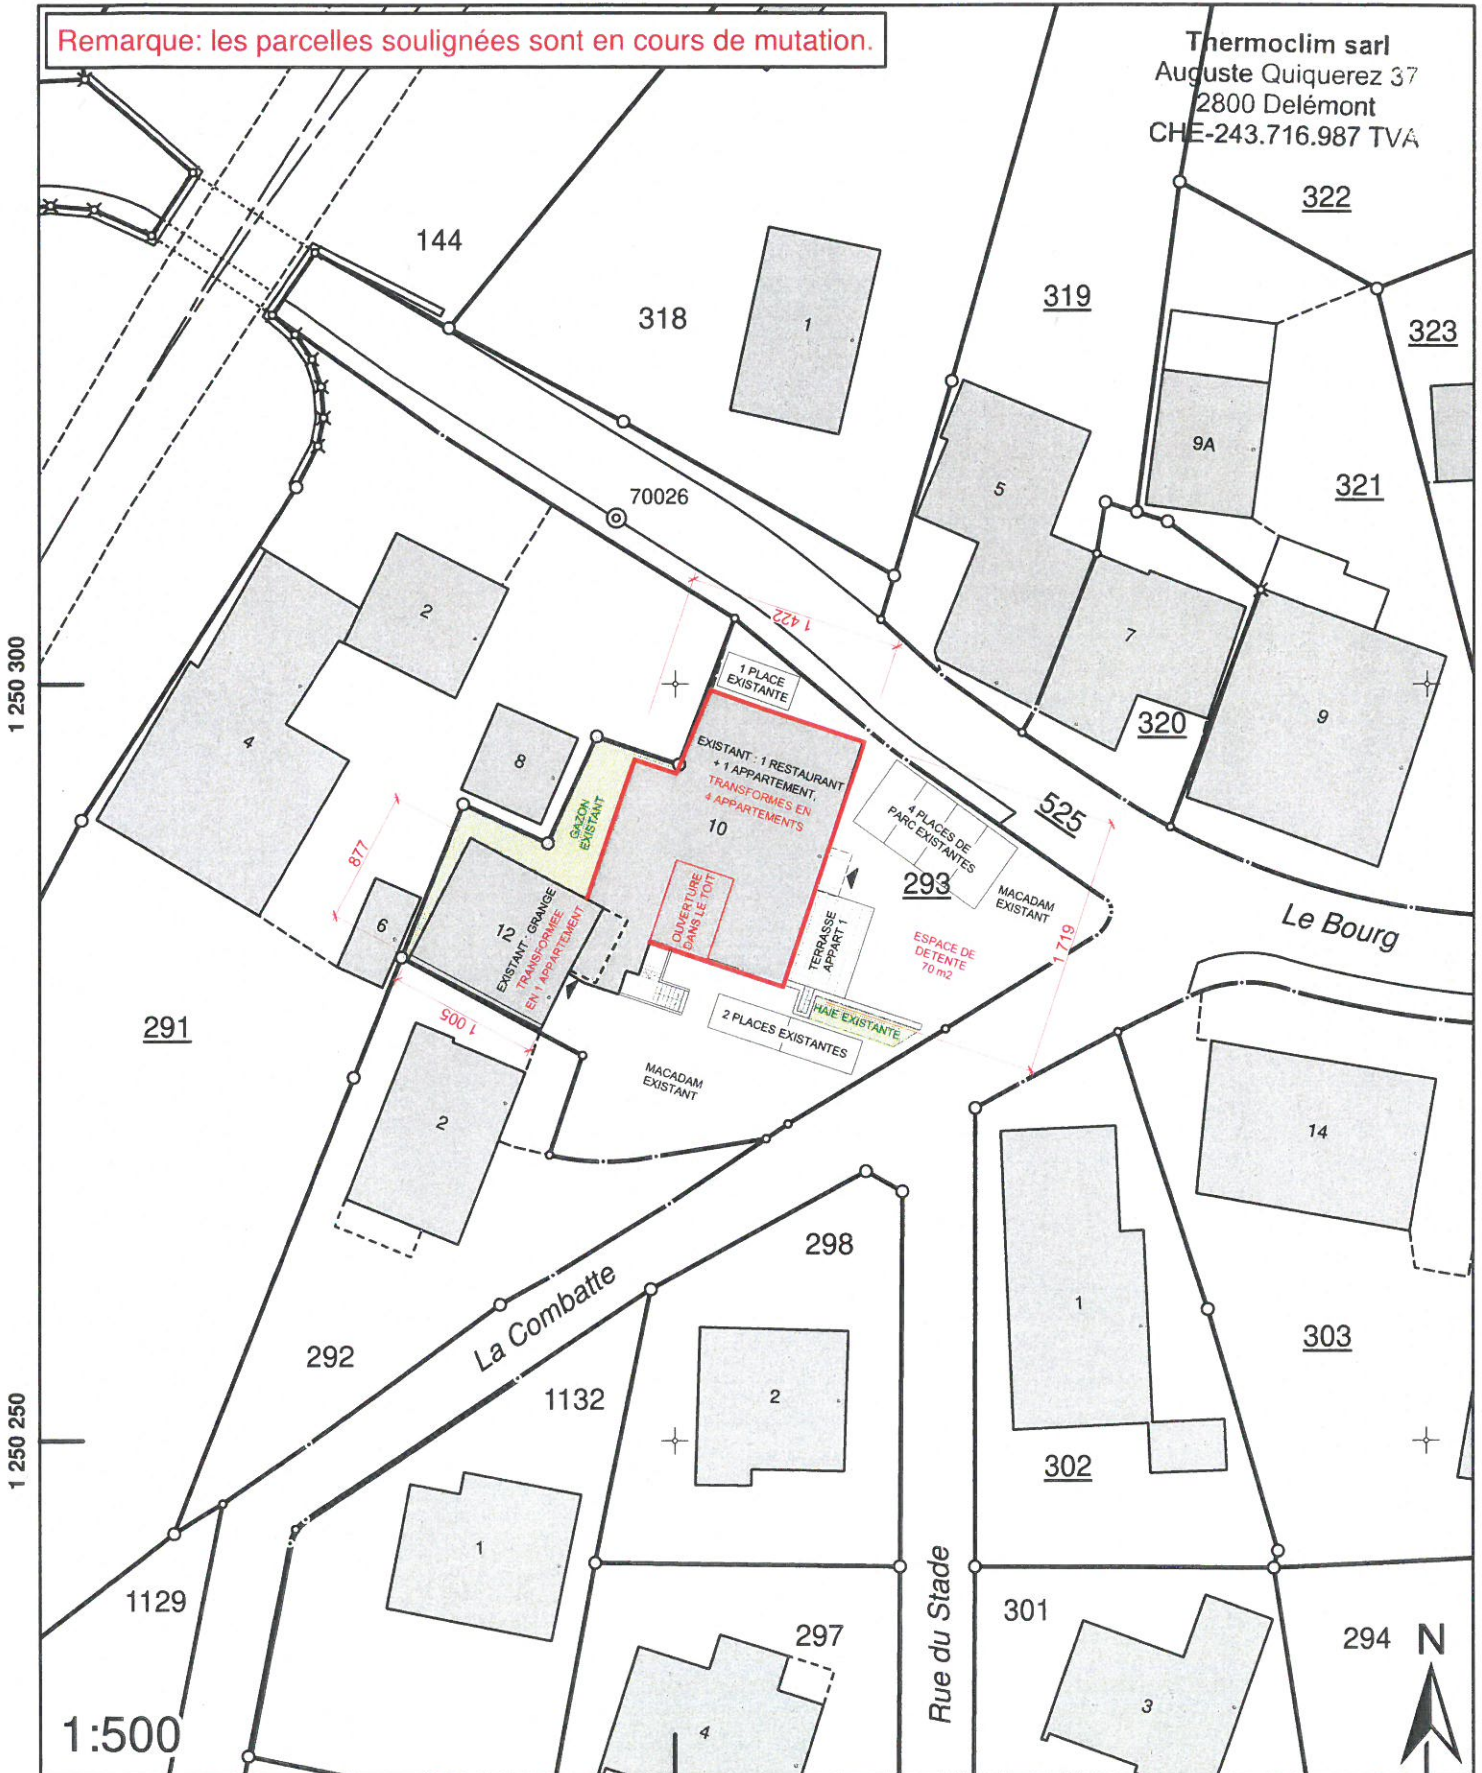 Remarque: les parcelles soulignées sont en cours de mutation.
Thermoclim sarl
Auguste Quiquerez 37
2800 Delémont
CHE-243.716.987 TVA
322
144
318
1
319
323
9A
5
321
70026
2
1 422
7
1 250 300
1 PLACE
EXISTANTE
9
320
4
8
EXISTANT : 1 RESTAURANT
+ 1 APPARTEMENT,
TRANSFORMES EN
4 APPARTEMENTS
10
GAZON
EXISTANT
4 PLACES DE
PARC EXISTANTES
525
877
293
MACADAM
EXISTANT
OUVERTURE
DANS LE TOIT
6
12
EXISTANT : GRANGE
TRANSFORMEE
EN 1 APPARTEMENT
TERRASSE
APPART 1
ESPACE DE
DETENTE
70 m2
1 719
Le Bourg
291
1 005
2 PLACES EXISTANTES
HAIE EXISTANTE
MACADAM
EXISTANT
2
14
298
La Combatte
1
292
303
1132
2
1 250 250
302
1
1129
Rue du Stade
301
297
294
N
3
4
1:500